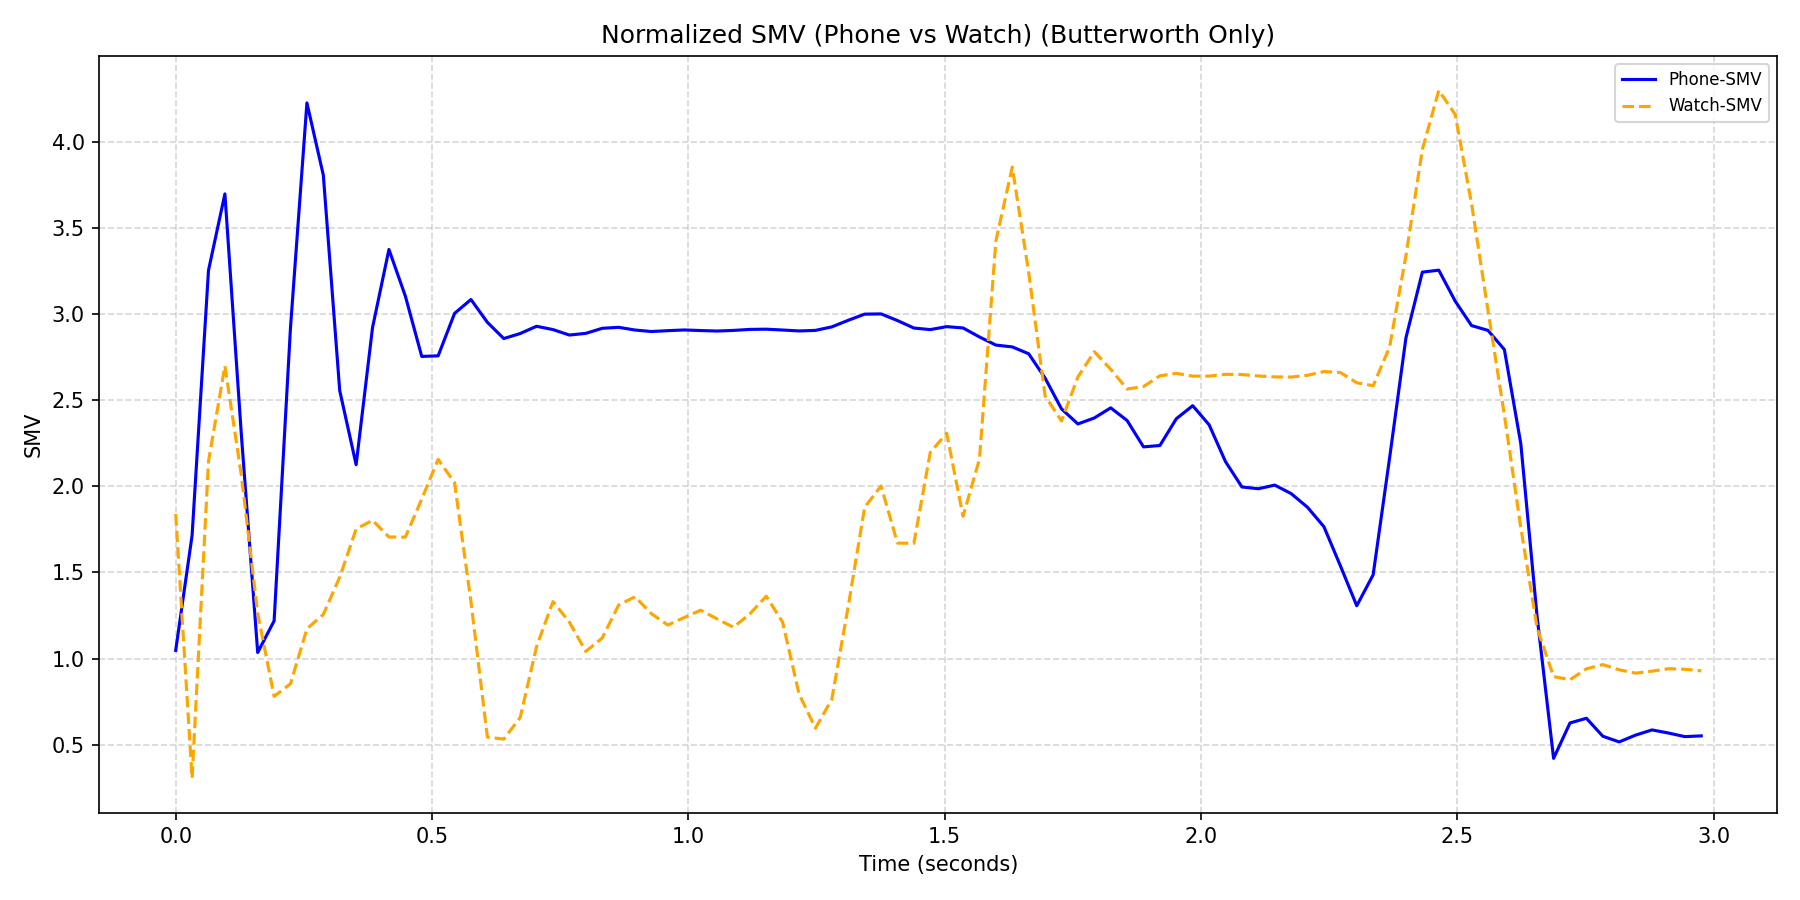 Normalized SMV (Phone vs Watch) (Butterworth Only)
Phone-SMV
Watch-SMV
SMV
4.0
3.5
3.0
2.5
2.0
1.5
1.0
0.5
0.0 0.5 1.0 1.5 2.0 2.5 3.0
Time (seconds)